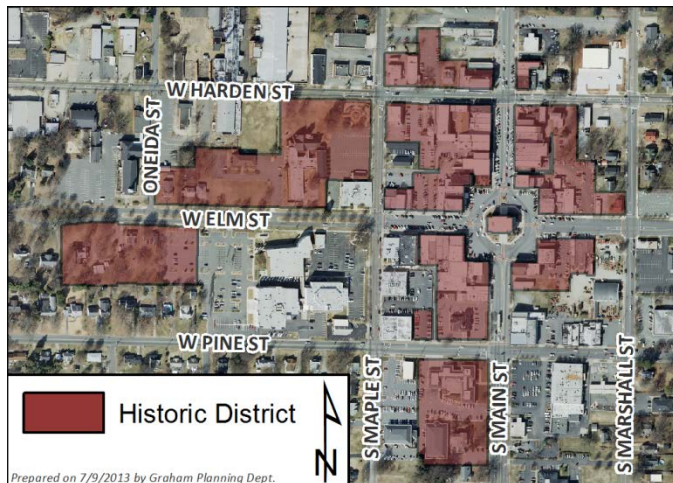 W HARDEN ST
ONEIDA ST
W ELM ST
W PINE ST
S MAPLE ST
S MAIN ST
S MARSHALL ST
Historic District
N
Prepared on 7/9/2013 by Graham Planning Dept.